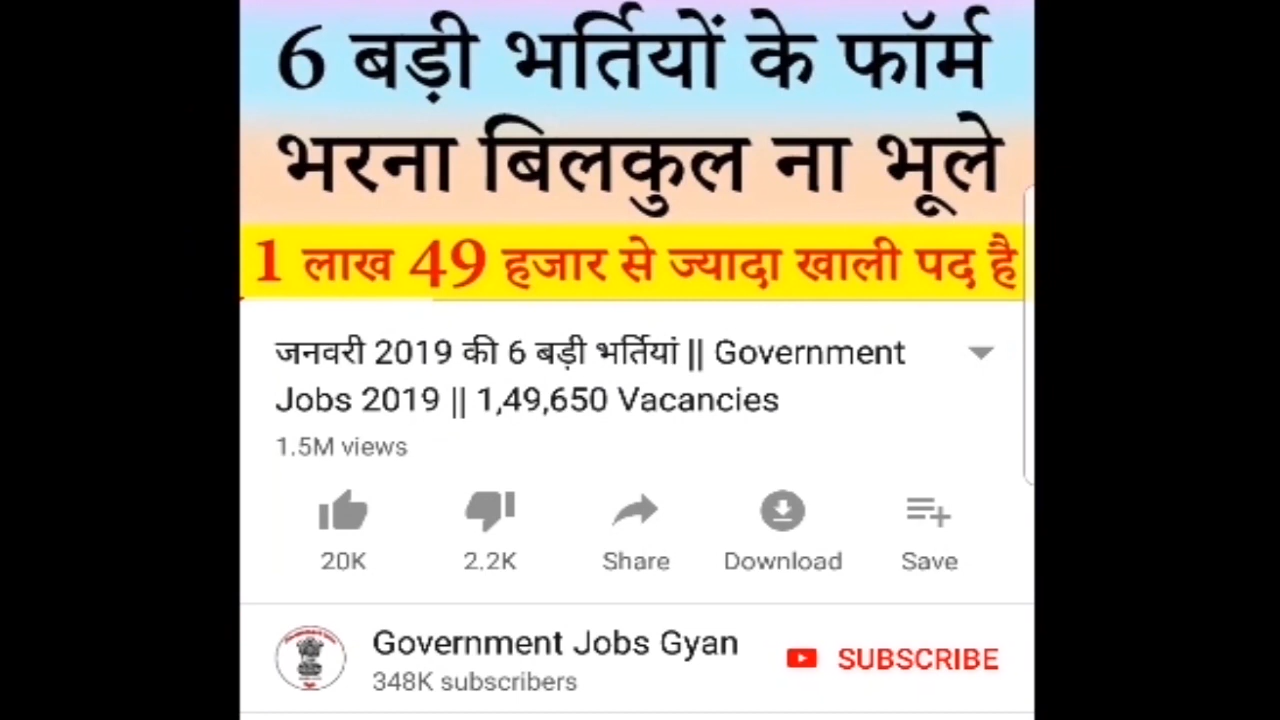 6 बड़ी भर्तियों के फॉर्म
भरना बिलकुल ना भूले
1 लाख 49 हजार से ज्यादा खाली पद है
जनवरी 2019 की 6 बड़ी भर्तियां || Government
Jobs 2019 || 1,49,650 Vacancies
1.5M views
20K 2.2K Share Download Save
Government Jobs Gyan
348K subscribers
SUBSCRIBE